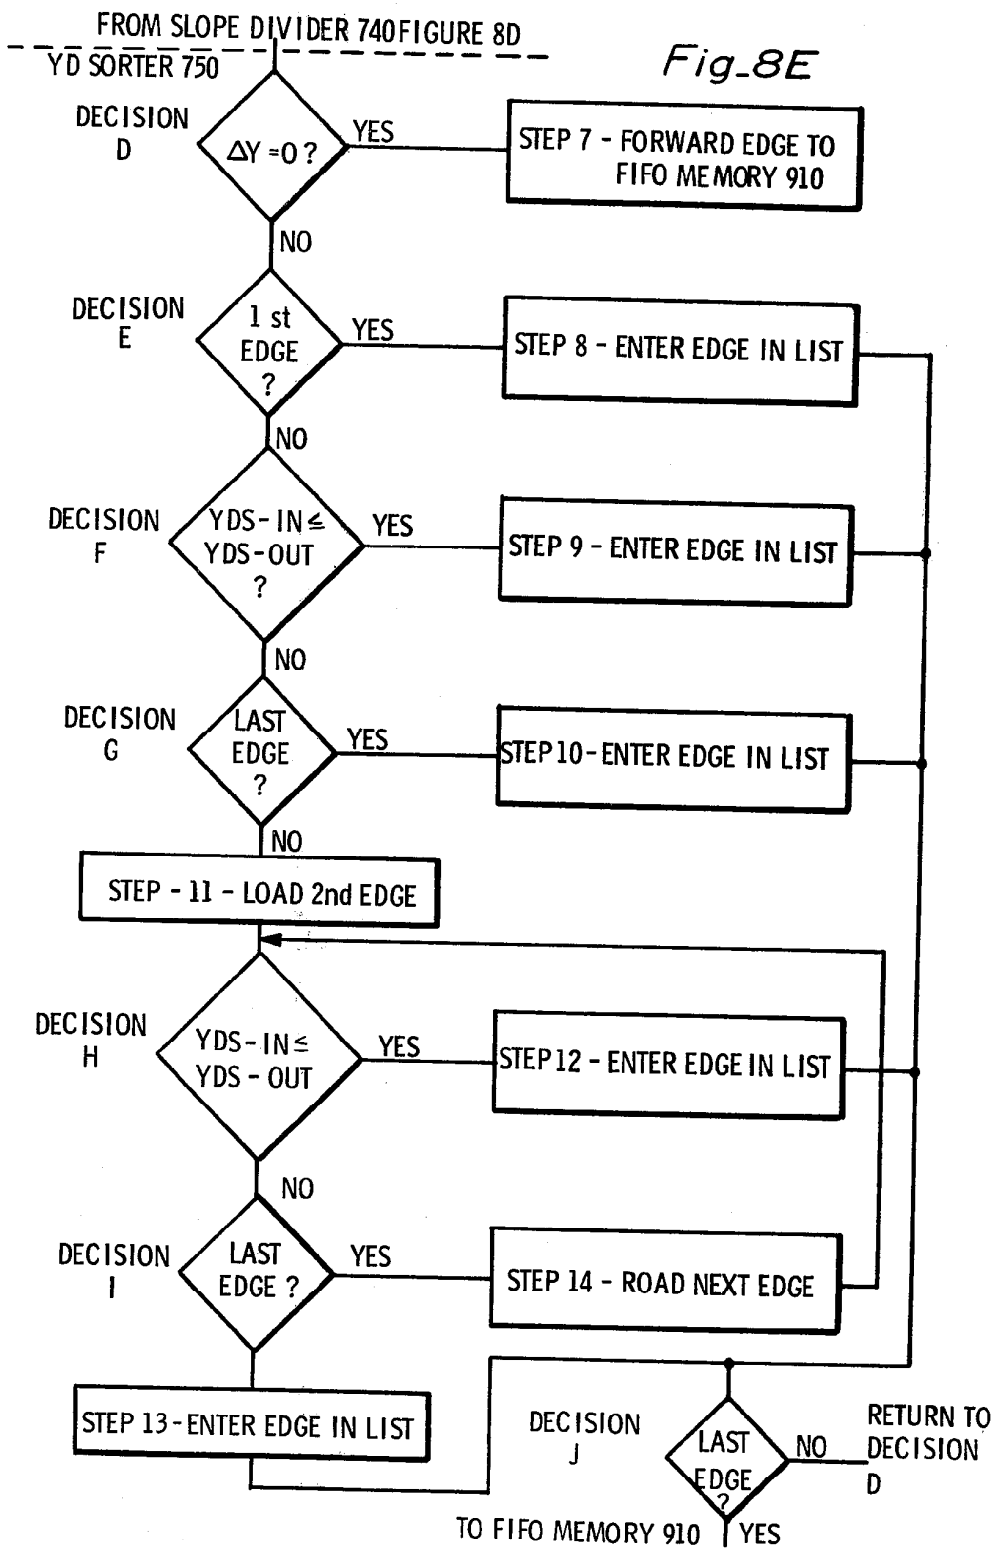 FROM SLOPE DIVIDER 740 FIGURE 8D
YD SORTER 750
Fig_8E
DECISION
D
ΔY=0?
YES
STEP 7 - FORWARD EDGE TO
FIFO MEMORY 910
NO
DECISION
E
1 st
EDGE
?
YES
STEP 8 - ENTER EDGE IN LIST
NO
DECISION
F
YDS-IN≤
YDS-OUT
?
YES
STEP 9 - ENTER EDGE IN LIST
NO
DECISION
G
LAST
EDGE
?
YES
STEP 10-ENTER EDGE IN LIST
NO
STEP - 11 - LOAD 2nd EDGE
DECISION
H
YDS-IN≤
YDS - OUT
YES
STEP 12 - ENTER EDGE IN LIST
NO
DECISION
I
LAST
EDGE ?
YES
STEP 14 - ROAD NEXT EDGE
STEP 13-ENTER EDGE IN LIST
DECISION
J
LAST
EDGE
?
NO
RETURN TO
DECISION
D
TO FIFO MEMORY 910
YES